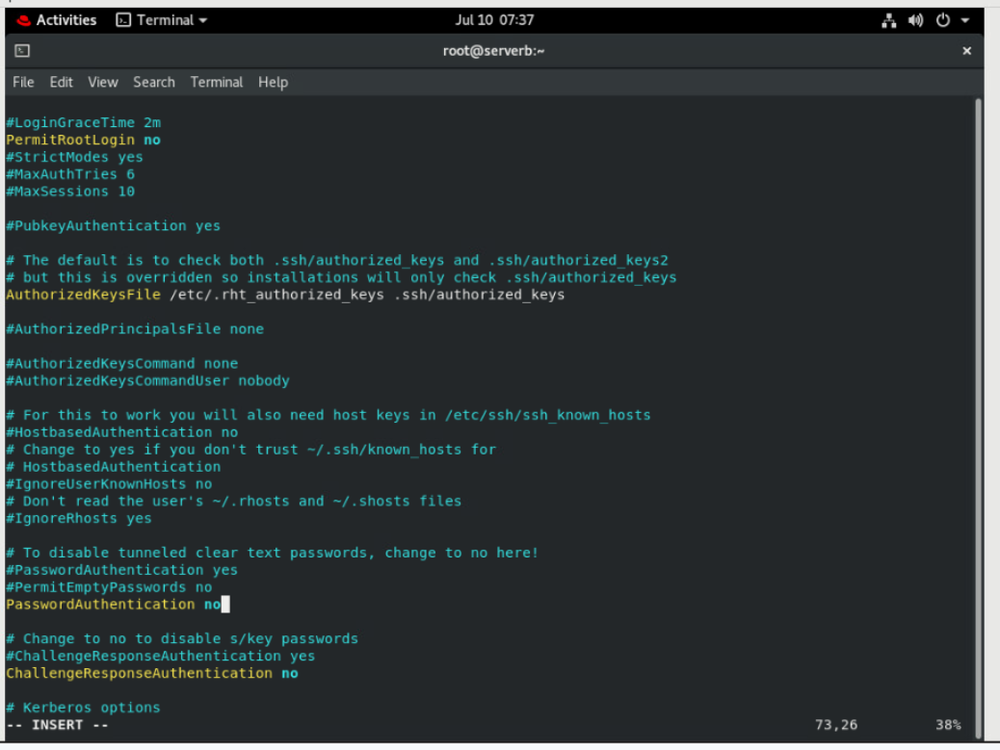 Activities Terminal Jul 10 07:37
root@serverb:~ ×
File Edit View Search Terminal Help
#LoginGraceTime 2m
PermitRootLogin no
#StrictModes yes
#MaxAuthTries 6
#MaxSessions 10
#PubkeyAuthentication yes
# The default is to check both .ssh/authorized_keys and .ssh/authorized_keys2
# but this is overridden so installations will only check .ssh/authorized_keys
AuthorizedKeysFile /etc/.rht_authorized_keys .ssh/authorized_keys
#AuthorizedPrincipalsFile none
#AuthorizedKeysCommand none
#AuthorizedKeysCommandUser nobody
# For this to work you will also need host keys in /etc/ssh/ssh_known_hosts
#HostbasedAuthentication no
# Change to yes if you don't trust ~/.ssh/known_hosts for
# HostbasedAuthentication
#IgnoreUserKnownHosts no
# Don't read the user's ~/.rhosts and ~/.shosts files
#IgnoreRhosts yes
# To disable tunneled clear text passwords, change to no here!
#PasswordAuthentication yes
#PermitEmptyPasswords no
PasswordAuthentication no
# Change to no to disable s/key passwords
#ChallengeResponseAuthentication yes
ChallengeResponseAuthentication no
# Kerberos options
-- INSERT -- 73,26 38%